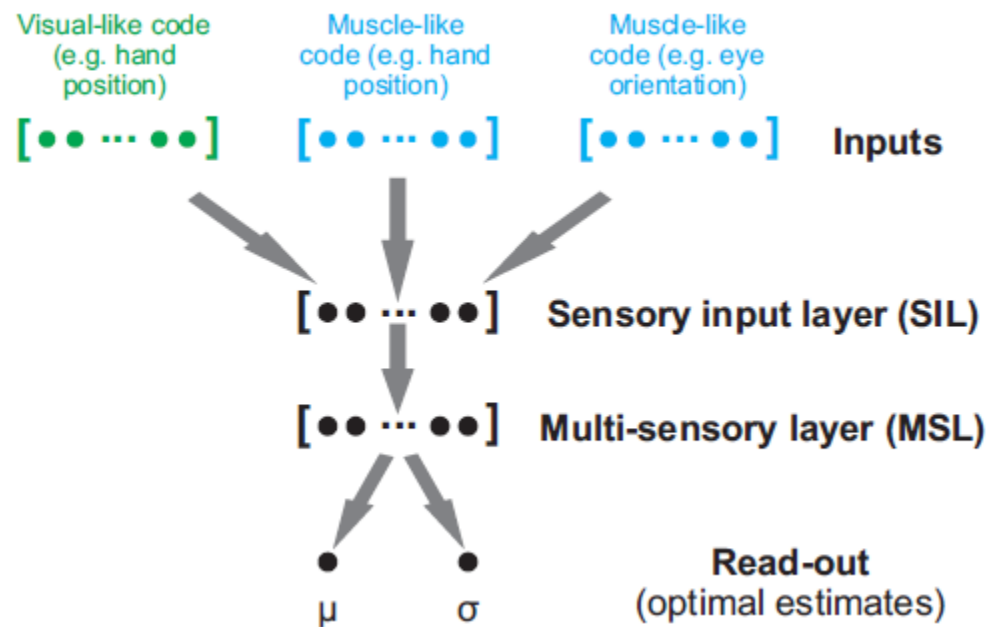 Visual-like code
(e.g. hand
position)
Muscle-like
code (e.g. hand
position)
Muscle-like
code (e.g. eye
orientation)
[●● ··· ●●]
[●● ··· ●●]
[●● ··· ●●]
Inputs
[●● ··· ●●]
Sensory input layer (SIL)
[●● ··· ●●]
Multi-sensory layer (MSL)
Read-out
(optimal estimates)
μ
σ